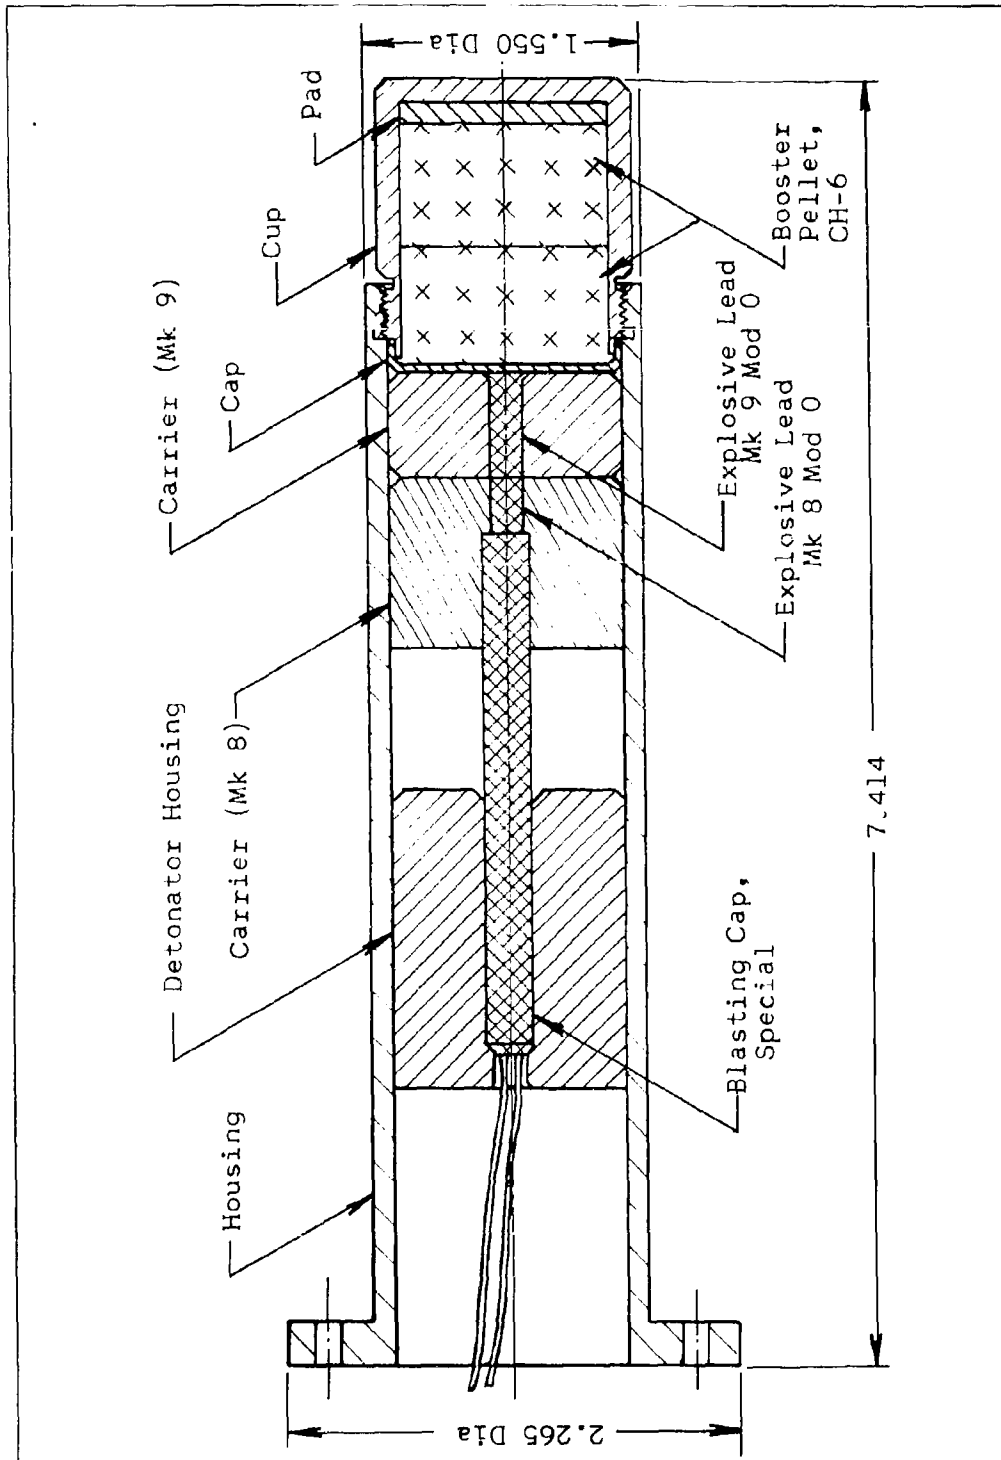 1.550 Dia
Pad
Cup
Carrier (Mk 9)
Cap
Detonator Housing
Carrier (Mk 8)
Housing
Booster
Pellet,
CH-6
Explosive Lead
Mk 9 Mod 0
Explosive Lead
Mk 8 Mod 0
Blasting Cap,
Special
7.414
2.265 Dia